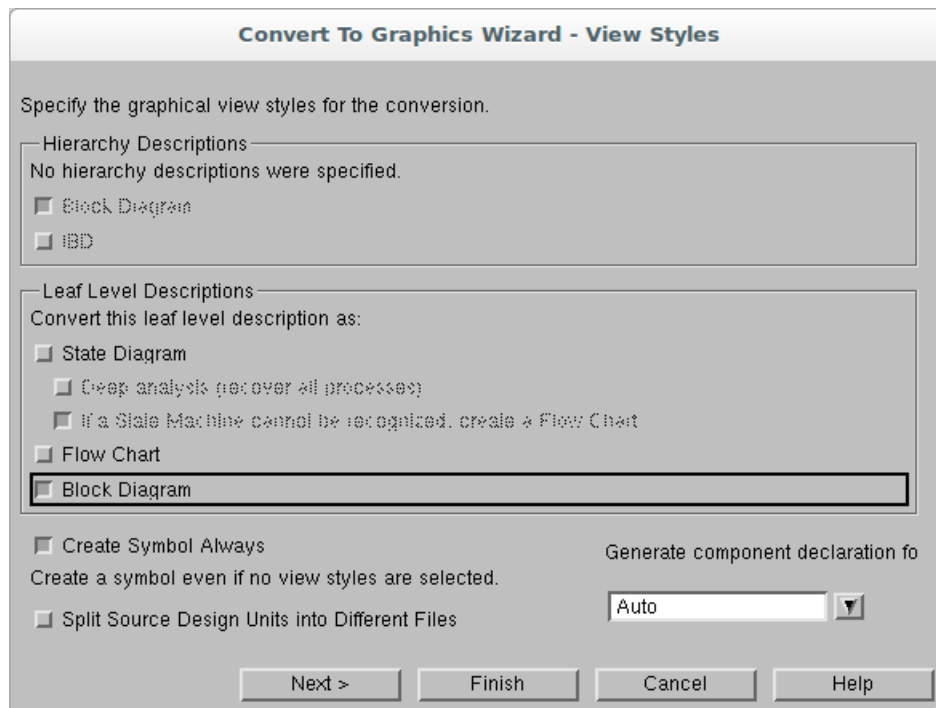 Convert To Graphics Wizard - View Styles
Specify the graphical view styles for the conversion.
Hierarchy Descriptions
No hierarchy descriptions were specified.
Block Diagram
IBD
Leaf Level Descriptions
Convert this leaf level description as:
State Diagram
Deep analysis (recover all processes)
If a State Machine cannot be recognized, create a Flow Chart
Flow Chart
Block Diagram
Create Symbol Always
Create a symbol even if no view styles are selected.
Split Source Design Units into Different Files
Generate component declaration fo
Auto
Next >
Finish
Cancel
Help